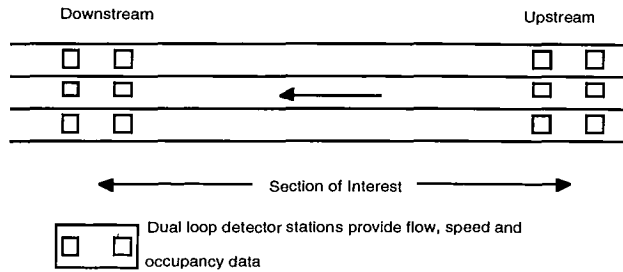 Downstream
Upstream
Section of Interest
Dual loop detector stations provide flow, speed and
occupancy data